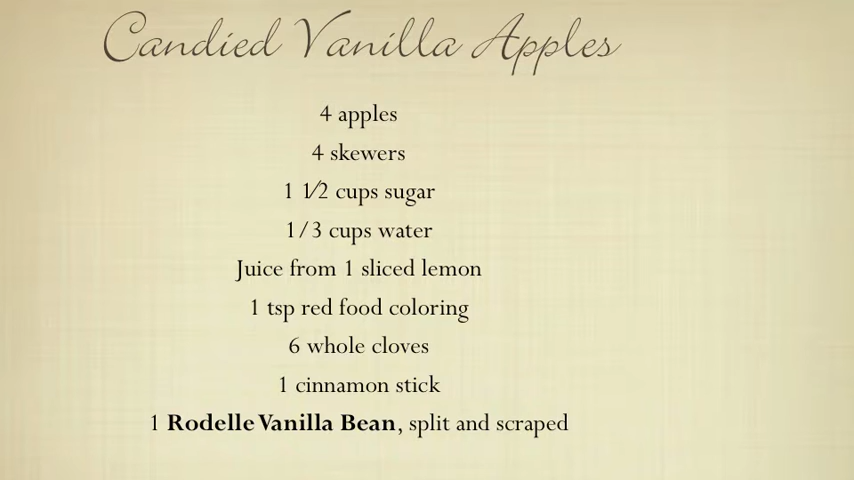 Candied Vanilla Apples
4 apples
4 skewers
1 1⁄2 cups sugar
1/3 cups water
Juice from 1 sliced lemon
1 tsp red food coloring
6 whole cloves
1 cinnamon stick
1 Rodelle Vanilla Bean, split and scraped